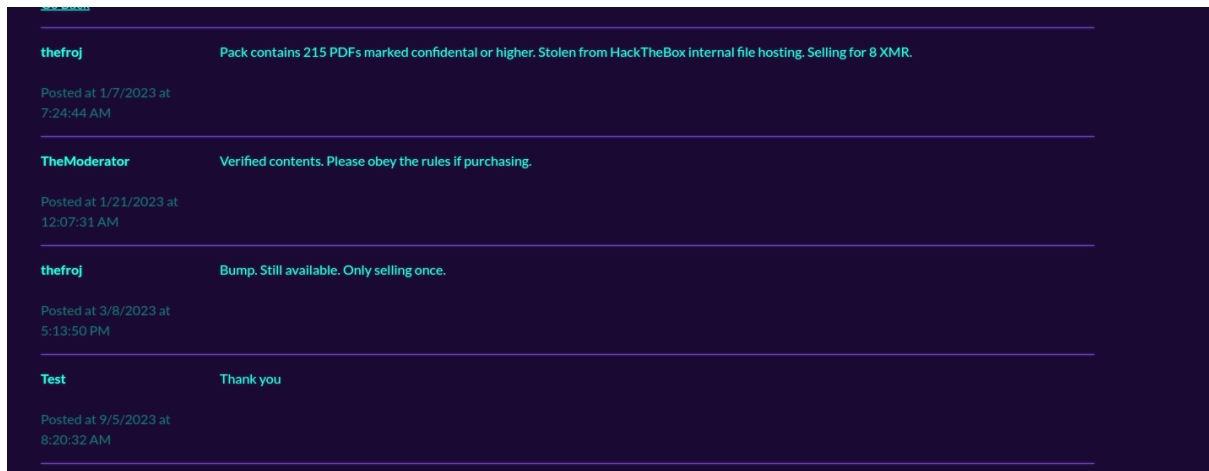 Go Back
thefroj
Pack contains 215 PDFs marked confidental or higher. Stolen from HackTheBox internal file hosting. Selling for 8 XMR.
Posted at 1/7/2023 at
7:24:44 AM
TheModerator
Verified contents. Please obey the rules if purchasing.
Posted at 1/21/2023 at
12:07:31 AM
thefroj
Bump. Still available. Only selling once.
Posted at 3/8/2023 at
5:13:50 PM
Test
Thank you
Posted at 9/5/2023 at
8:20:32 AM